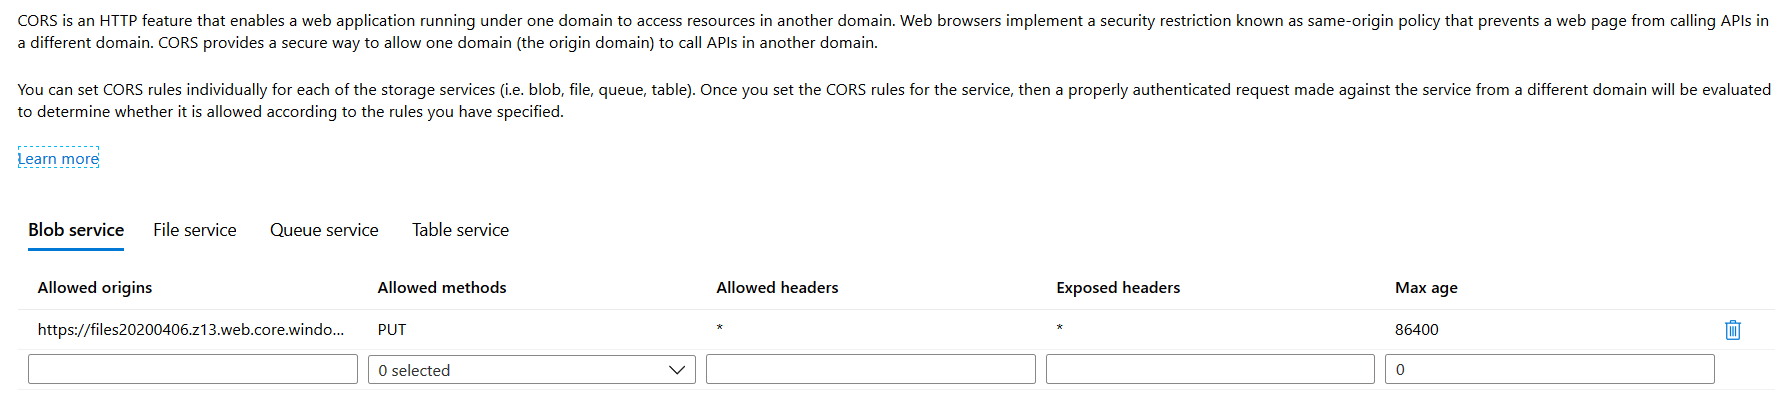 CORS is an HTTP feature that enables a web application running under one domain to access resources in another domain. Web browsers implement a security restriction known as same-origin policy that prevents a web page from calling APIs in
a different domain. CORS provides a secure way to allow one domain (the origin domain) to call APIs in another domain.
You can set CORS rules individually for each of the storage services (i.e. blob, file, queue, table). Once you set the CORS rules for the service, then a properly authenticated request made against the service from a different domain will be evaluated
to determine whether it is allowed according to the rules you have specified.
Learn more
Blob service File service Queue service Table service
Allowed origins Allowed methods Allowed headers Exposed headers Max age
https://files20200406.z13.web.core.windo... PUT * * 86400
0 selected 0